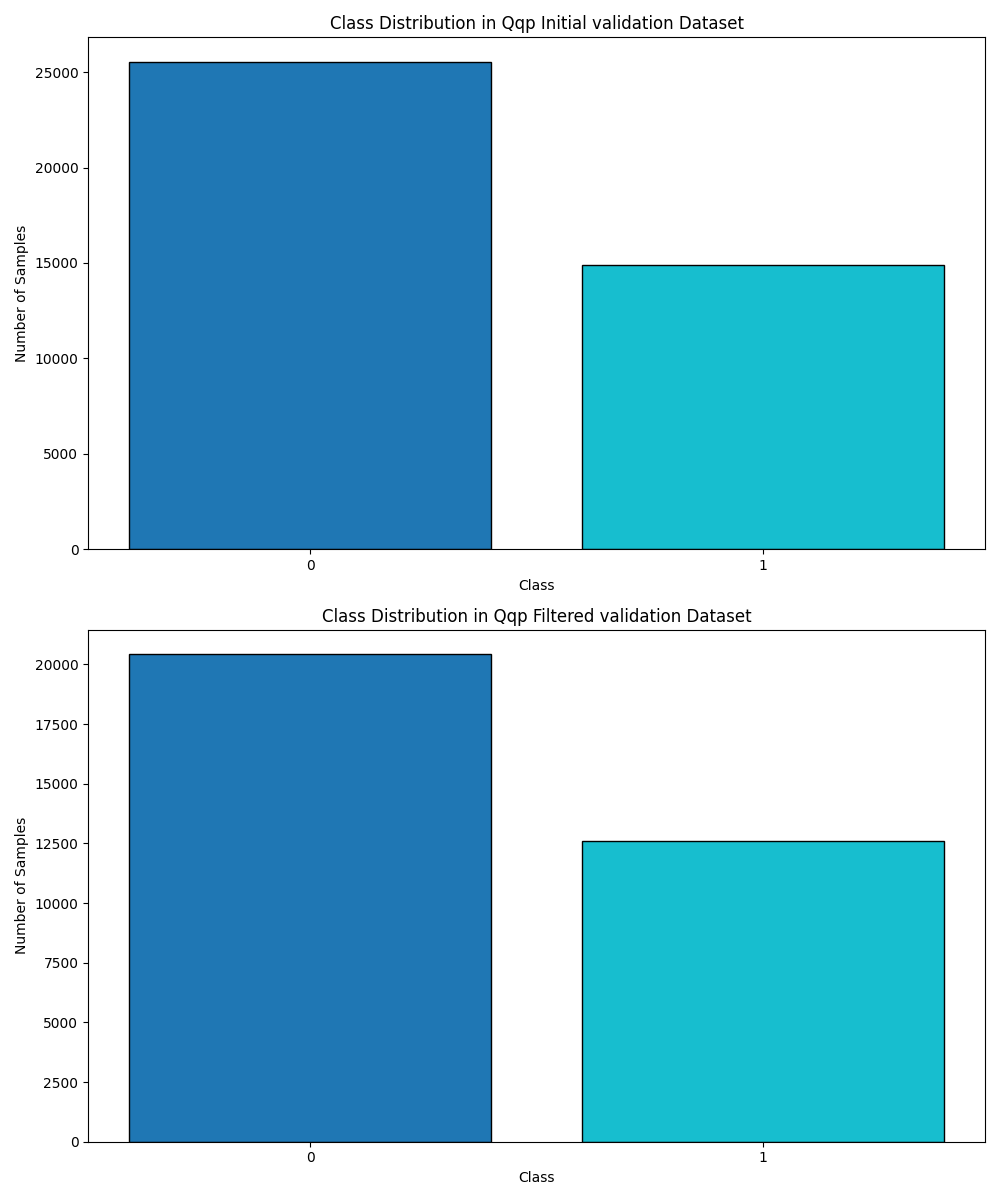 Class Distribution in Qqp Initial validation Dataset
25000
20000
15000
10000
5000
0
Number of Samples
0 1
Class
Class Distribution in Qqp Filtered validation Dataset
20000
17500
15000
12500
10000
7500
5000
2500
0
Number of Samples
0 1
Class